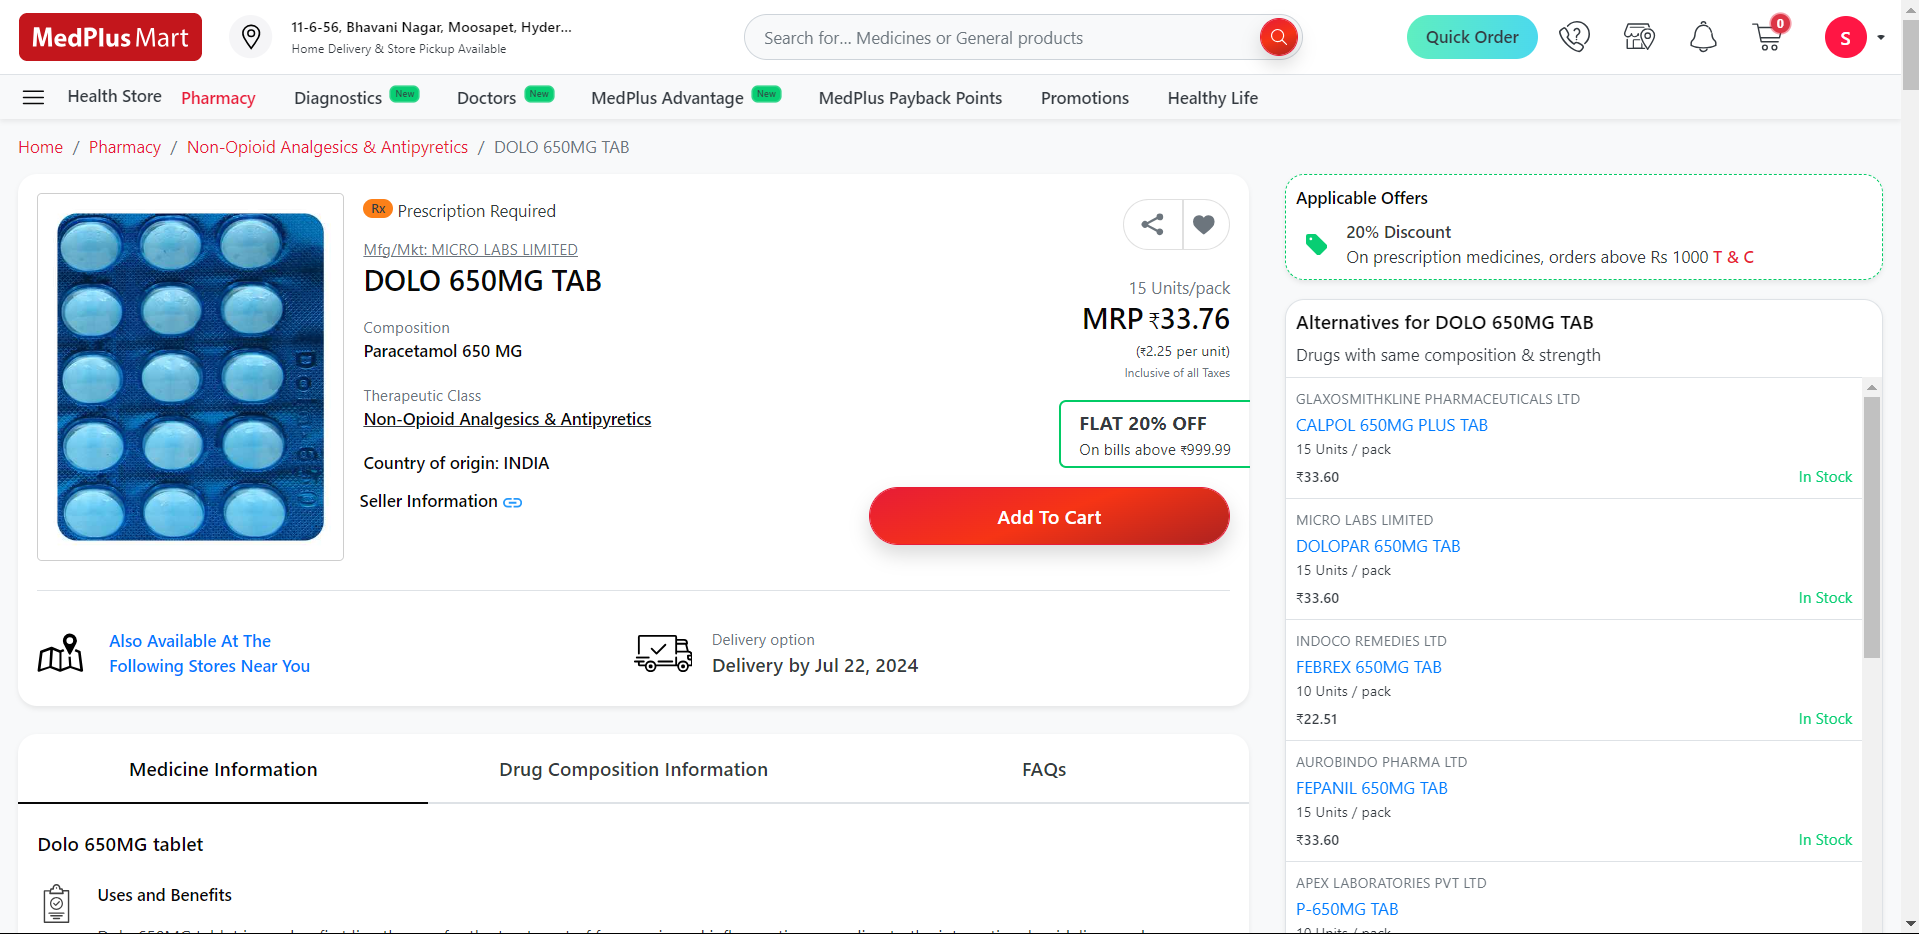 MedPlus Mart
11-6-56, Bhavani Nagar, Moosapet, Hyder...
Home Delivery & Store Pickup Available
Search for... Medicines or General products
Quick Order
0
S
Health Store
Pharmacy
Diagnostics New
Doctors New
MedPlus Advantage New
MedPlus Payback Points
Promotions
Healthy Life
Home / Pharmacy / Non-Opioid Analgesics & Antipyretics / DOLO 650MG TAB
Rx Prescription Required
Mfg/Mkt: MICRO LABS LIMITED
DOLO 650MG TAB
Composition
Paracetamol 650 MG
Therapeutic Class
Non-Opioid Analgesics & Antipyretics
Country of origin: INDIA
Seller Information
15 Units/pack
MRP ₹33.76
(₹2.25 per unit)
Inclusive of all Taxes
FLAT 20% OFF
On bills above ₹999.99
Add To Cart
Also Available At The
Following Stores Near You
Delivery option
Delivery by Jul 22, 2024
Medicine Information
Drug Composition Information
FAQs
Dolo 650MG tablet
Uses and Benefits
Applicable Offers
20% Discount
On prescription medicines, orders above Rs 1000 T & C
Alternatives for DOLO 650MG TAB
Drugs with same composition & strength
GLAXOSMITHKLINE PHARMACEUTICALS LTD
CALPOL 650MG PLUS TAB
15 Units / pack
₹33.60
In Stock
MICRO LABS LIMITED
DOLOPAR 650MG TAB
15 Units / pack
₹33.60
In Stock
INDOCO REMEDIES LTD
FEBREX 650MG TAB
10 Units / pack
₹22.51
In Stock
AUROBINDO PHARMA LTD
FEPANIL 650MG TAB
15 Units / pack
₹33.60
In Stock
APEX LABORATORIES PVT LTD
P-650MG TAB
10 Units / pack